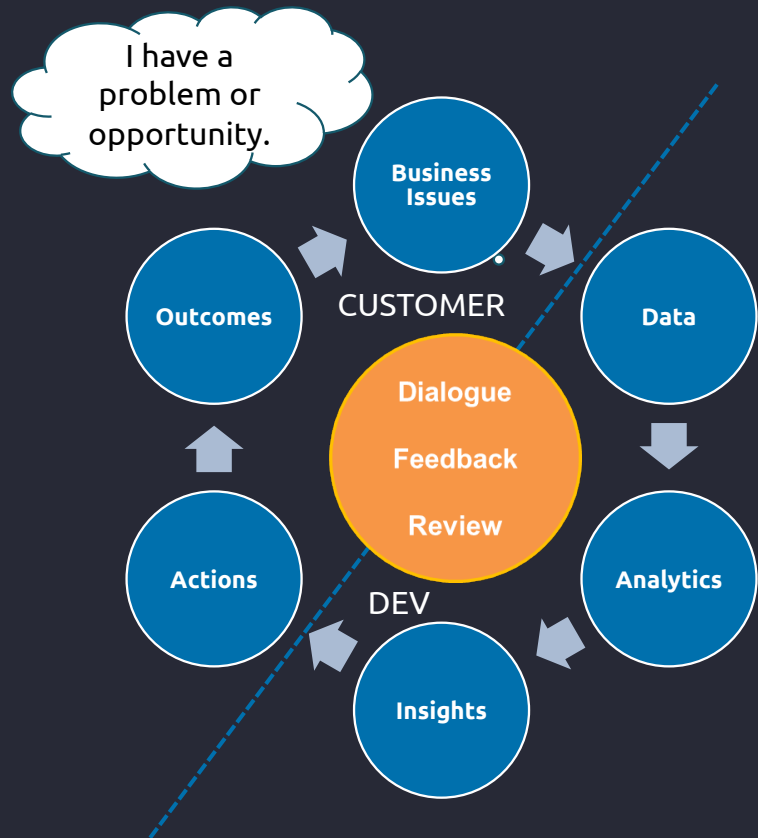 I have a
problem or
opportunity.
Business
Issues
Outcomes
CUSTOMER
Data
Dialogue
Feedback
Review
Actions
Analytics
DEV
Insights